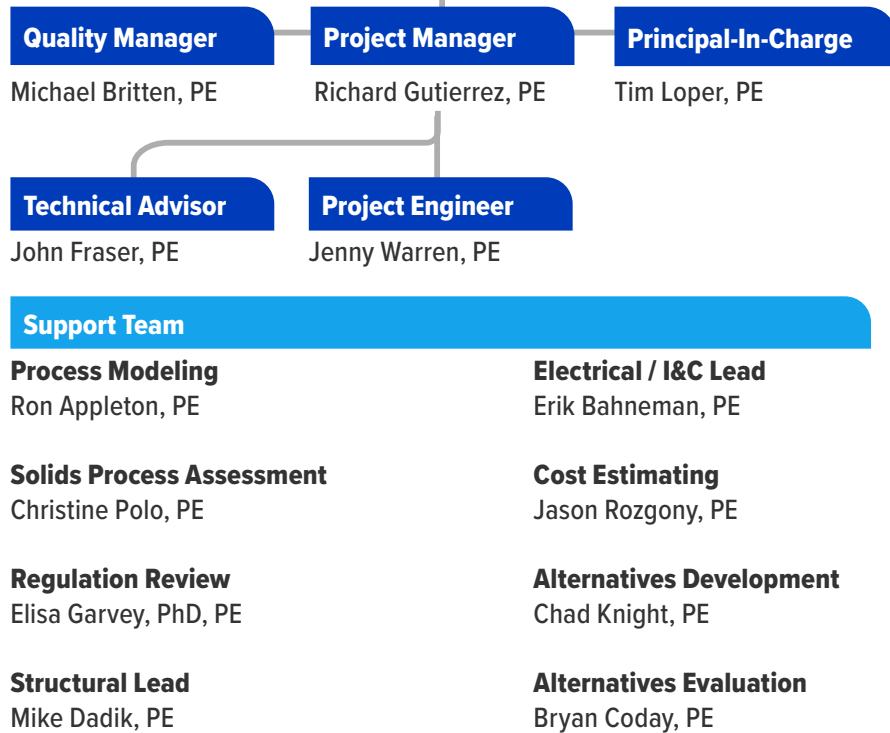 Quality Manager
Michael Britten, PE
Project Manager
Richard Gutierrez, PE
Principal-In-Charge
Tim Loper, PE
Technical Advisor
John Fraser, PE
Project Engineer
Jenny Warren, PE
Support Team
Process Modeling
Ron Appleton, PE
Solids Process Assessment
Christine Polo, PE
Regulation Review
Elisa Garvey, PhD, PE
Structural Lead
Mike Dadik, PE
Electrical / I&C Lead
Erik Bahneman, PE
Cost Estimating
Jason Rozgony, PE
Alternatives Development
Chad Knight, PE
Alternatives Evaluation
Bryan Coday, PE